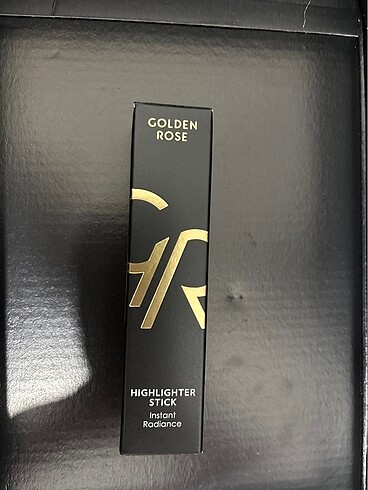 GOLDEN
ROSE
GR
HIGHLIGHTER
STICK
Instant
Radiance